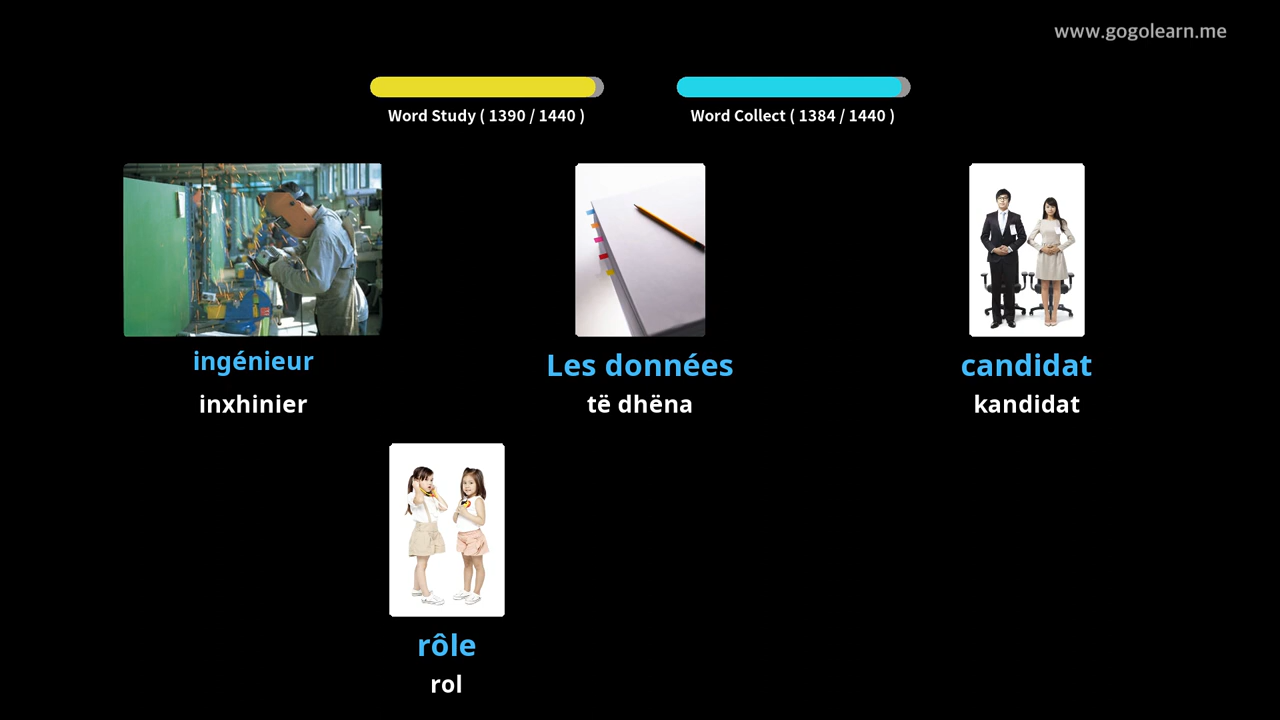 www.gogolearn.me
Word Study ( 1390 / 1440 )
Word Collect ( 1384 / 1440 )
ingénieur
inxhinier
Les données
të dhëna
candidat
kandidat
rôle
rol